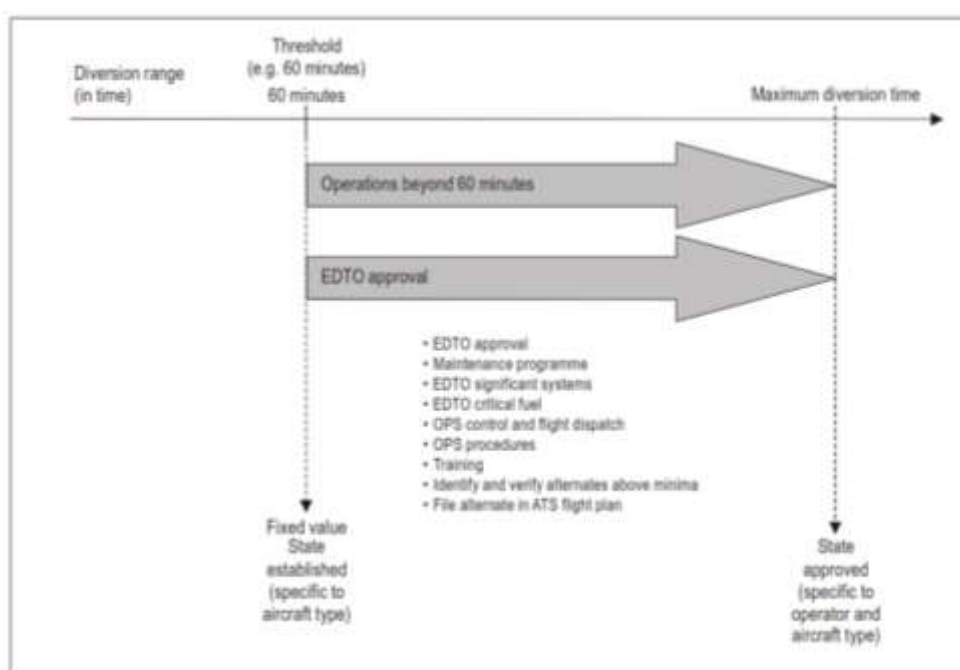 Threshold
(e.g. 60 minutes)
60 minutes
Diversion range
(in time)
Maximum diversion time
Operations beyond 60 minutes
EDTO approval
• EDTO approval
• Maintenance programme
• EDTO significant systems
• EDTO critical fuel
• OPS control and flight dispatch
• OPS procedures
• Training
• Identify and verify alternates above minima
• File alternate in ATS flight plan
Fixed value
State
established
(specific to
aircraft type)
State
approved
(specific to
operator and
aircraft type)